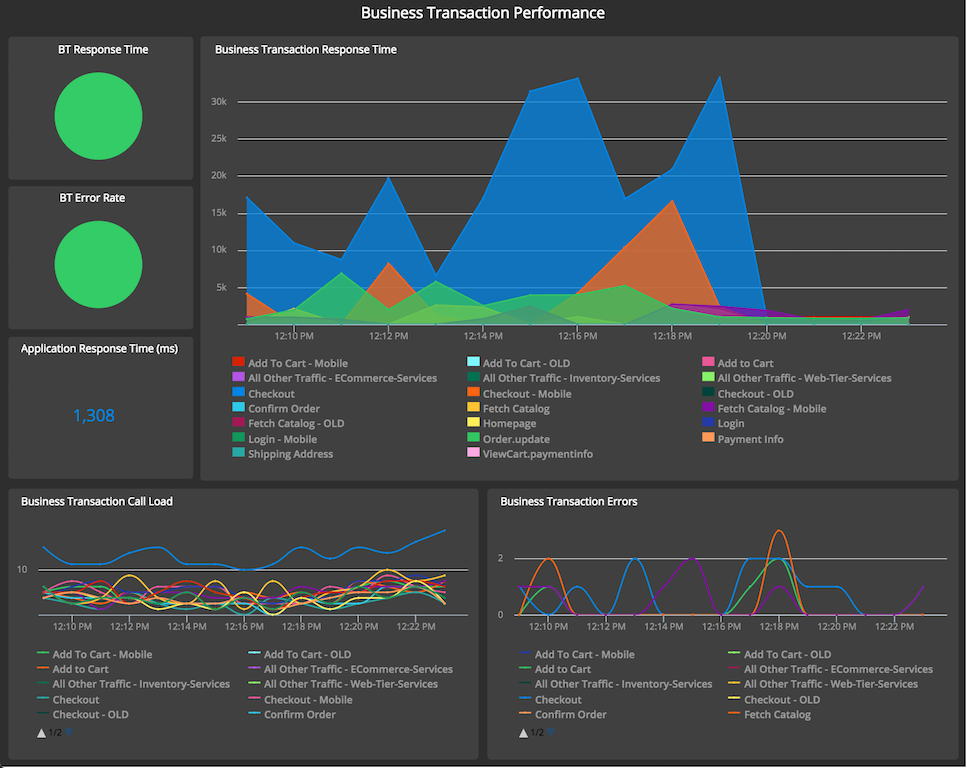 Business Transaction Performance
BT Response Time
BT Error Rate
Application Response Time (ms)
1,308
Business Transaction Response Time
30k
25k
20k
15k
10k
5k
12:10 PM 12:12 PM 12:14 PM 12:16 PM 12:18 PM 12:20 PM 12:22 PM
Add To Cart - Mobile Add To Cart - OLD Add to Cart
All Other Traffic - ECommerce-Services All Other Traffic - Inventory-Services All Other Traffic - Web-Tier-Services
Checkout Checkout - Mobile Checkout - OLD
Confirm Order Fetch Catalog Fetch Catalog - Mobile
Fetch Catalog - OLD Homepage Login
Login - Mobile Order.update Payment Info
Shipping Address ViewCart.paymentinfo
Business Transaction Call Load
10
12:10 PM 12:12 PM 12:14 PM 12:16 PM 12:18 PM 12:20 PM 12:22 PM
Add To Cart - Mobile Add To Cart - OLD
Add to Cart All Other Traffic - ECommerce-Services
All Other Traffic - Inventory-Services All Other Traffic - Web-Tier-Services
Checkout Checkout - Mobile
Checkout - OLD Confirm Order
1/2
Business Transaction Errors
2
0
12:10 PM 12:12 PM 12:14 PM 12:16 PM 12:18 PM 12:20 PM 12:22 PM
Add To Cart - Mobile Add To Cart - OLD
Add to Cart All Other Traffic - ECommerce-Services
All Other Traffic - Inventory-Services All Other Traffic - Web-Tier-Services
Checkout Checkout - OLD
Confirm Order Fetch Catalog
1/2